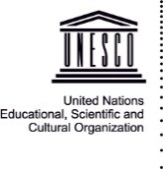 UNESCO
United Nations
Educational, Scientific and
Cultural Organization